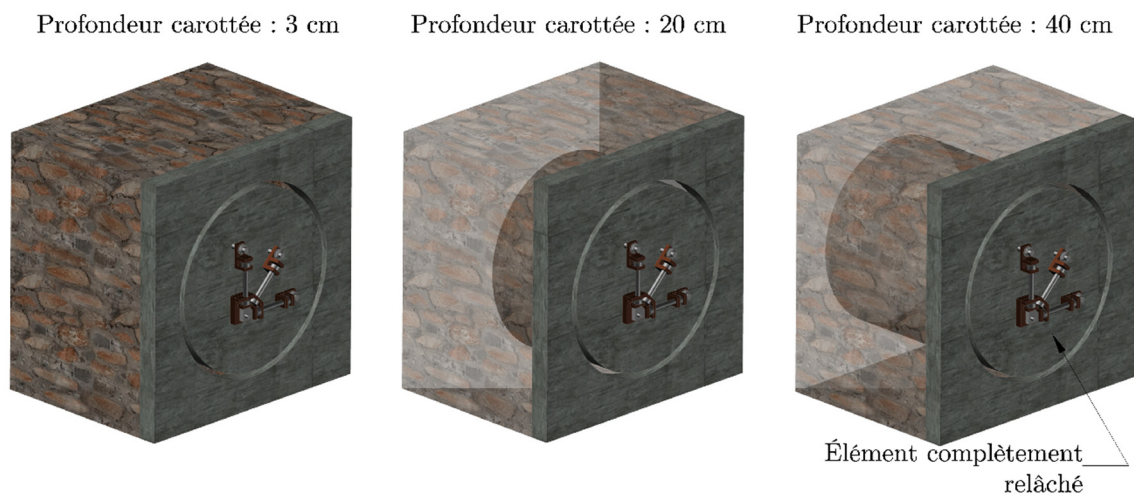 Profondeur carottée : 3 cm
Profondeur carottée : 20 cm
Profondeur carottée : 40 cm
Élément complètement
relâché